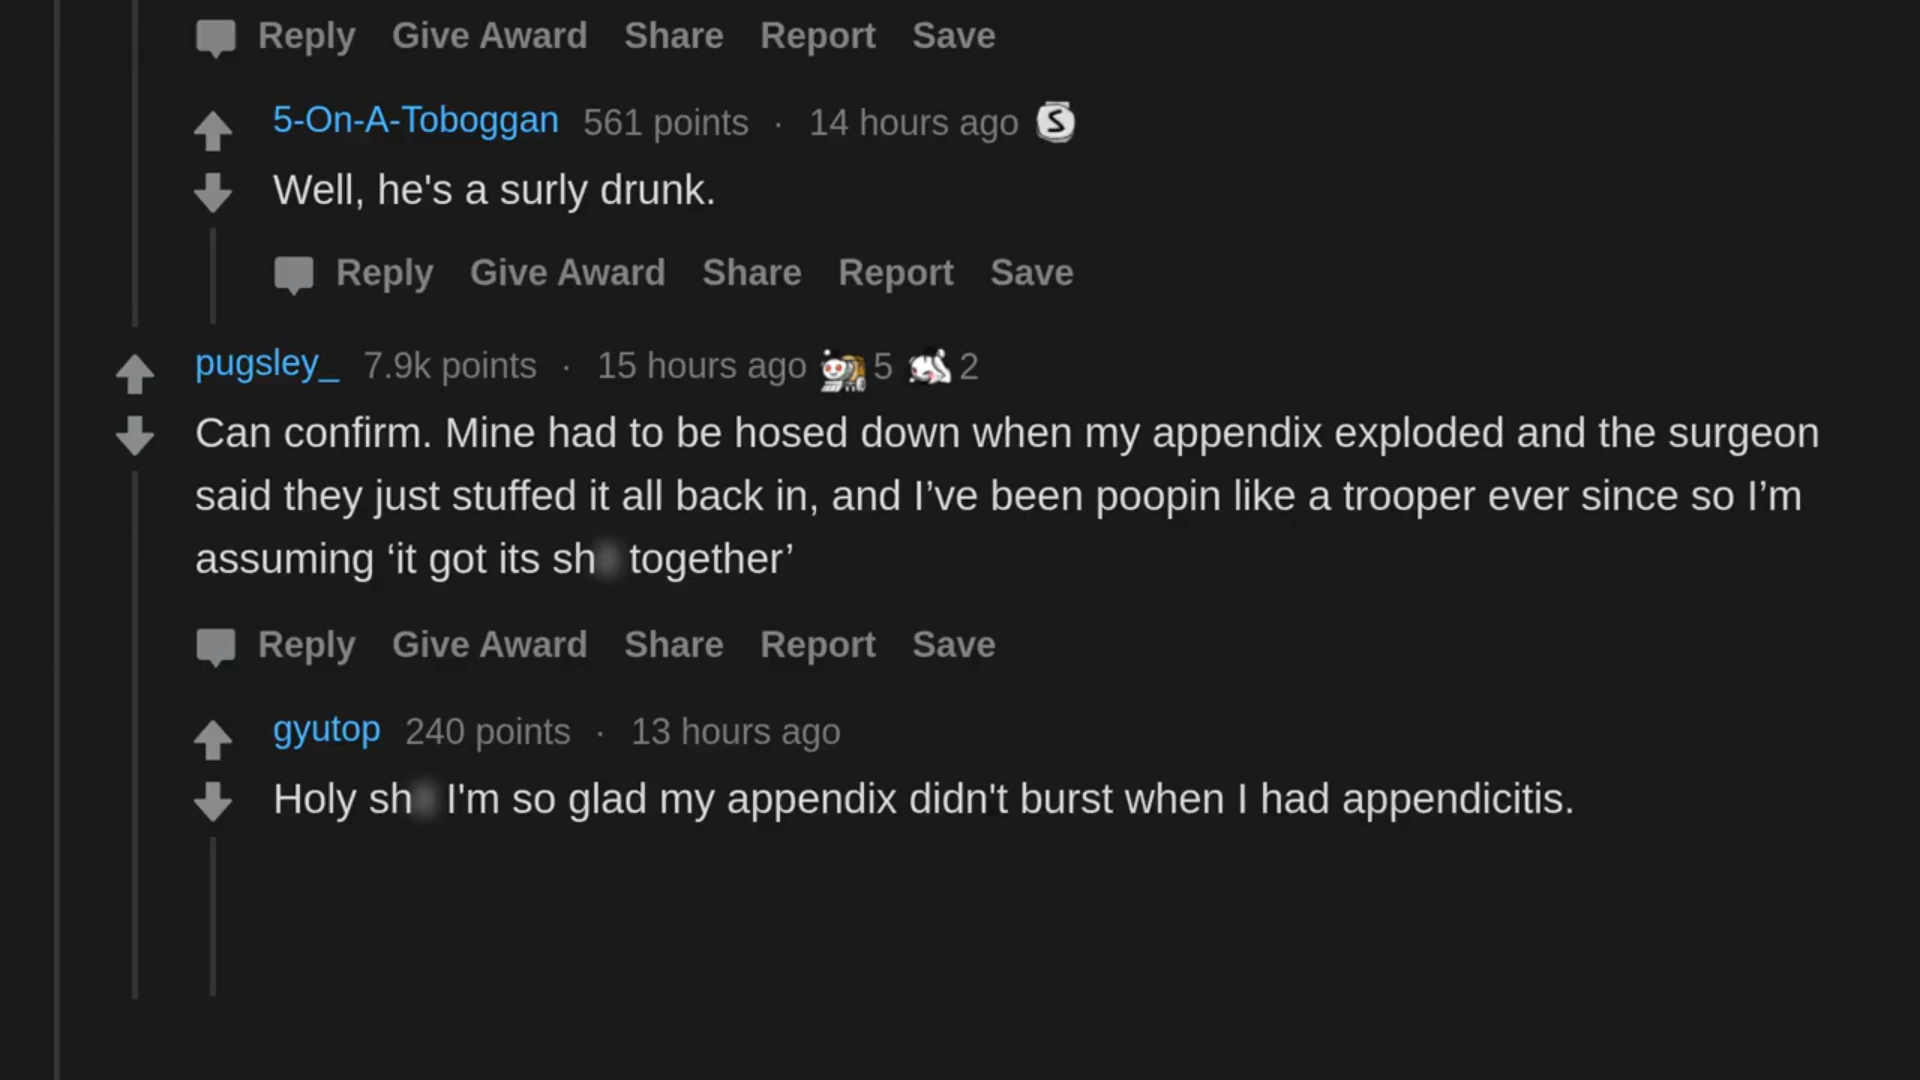 Reply Give Award Share Report Save
5-On-A-Toboggan 561 points · 14 hours ago S
Well, he's a surly drunk.
Reply Give Award Share Report Save
pugsley_ 7.9k points · 15 hours ago 5 2
Can confirm. Mine had to be hosed down when my appendix exploded and the surgeon
said they just stuffed it all back in, and I’ve been poopin like a trooper ever since so I’m
assuming ‘it got its sh together’
Reply Give Award Share Report Save
gyutop 240 points · 13 hours ago
Holy sh I'm so glad my appendix didn't burst when I had appendicitis.